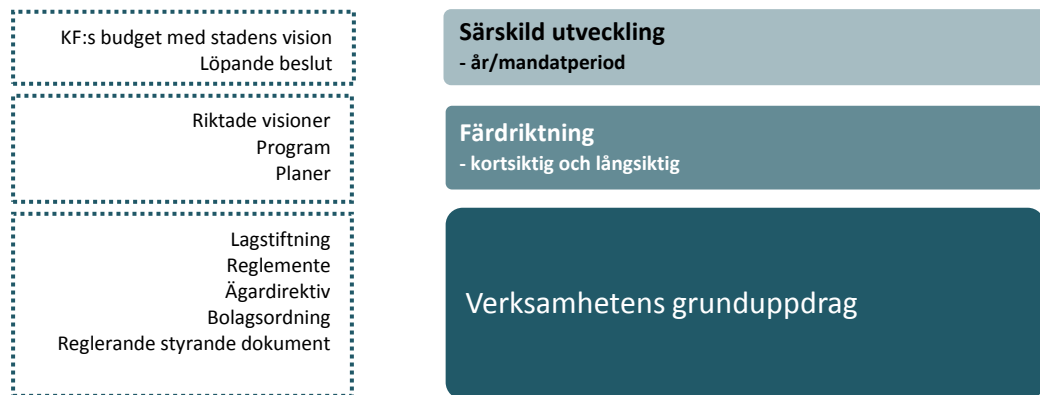 KF:s budget med stadens vision
Löpande beslut
Särskild utveckling
- år/mandatperiod
Riktade visioner
Program
Planer
Färdriktning
- kortsiktig och långsiktig
Lagstiftning
Reglemente
Ägardirektiv
Bolagsordning
Reglerande styrande dokument
Verksamhetens grunduppdrag